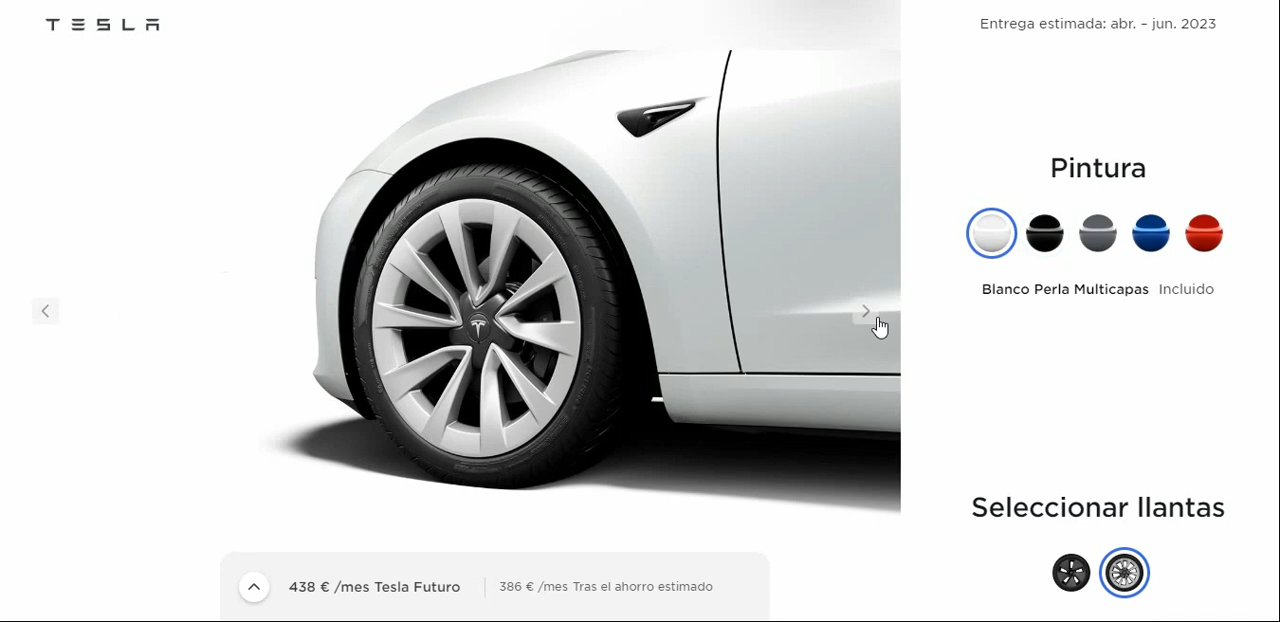 TESLA
Entrega estimada: abr. – jun. 2023
Pintura
Blanco Perla Multicapas Incluido
Seleccionar llantas
438 € /mes Tesla Futuro
386 € /mes Tras el ahorro estimado